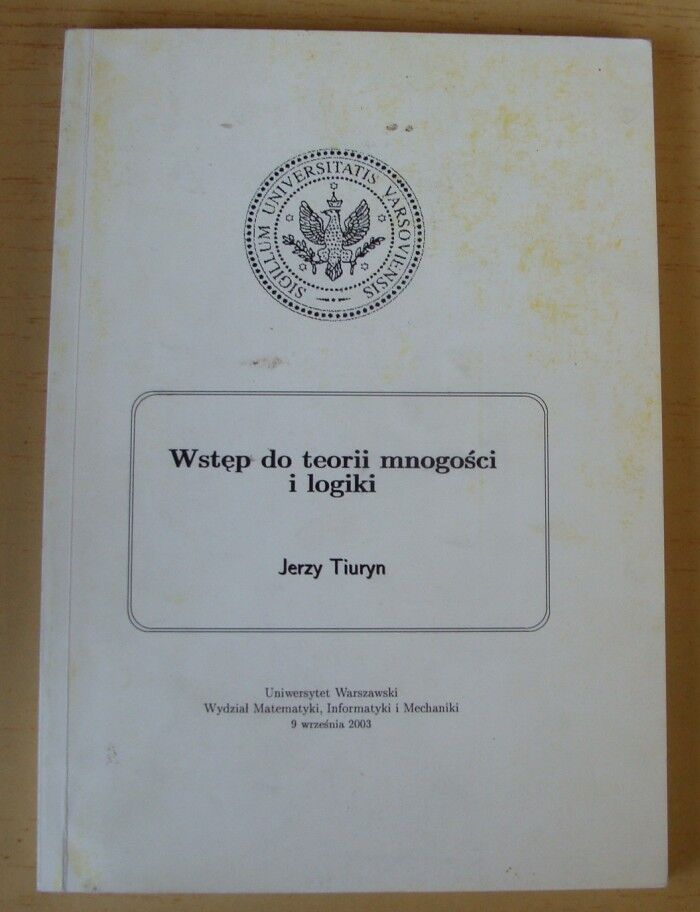 SIGILLUM UNIVERSITATIS VARSOVIENSIS
Wstęp do teorii mnogości
i logiki
Jerzy Tiuryn
Uniwersytet Warszawski
Wydział Matematyki, Informatyki i Mechaniki
9 września 2003